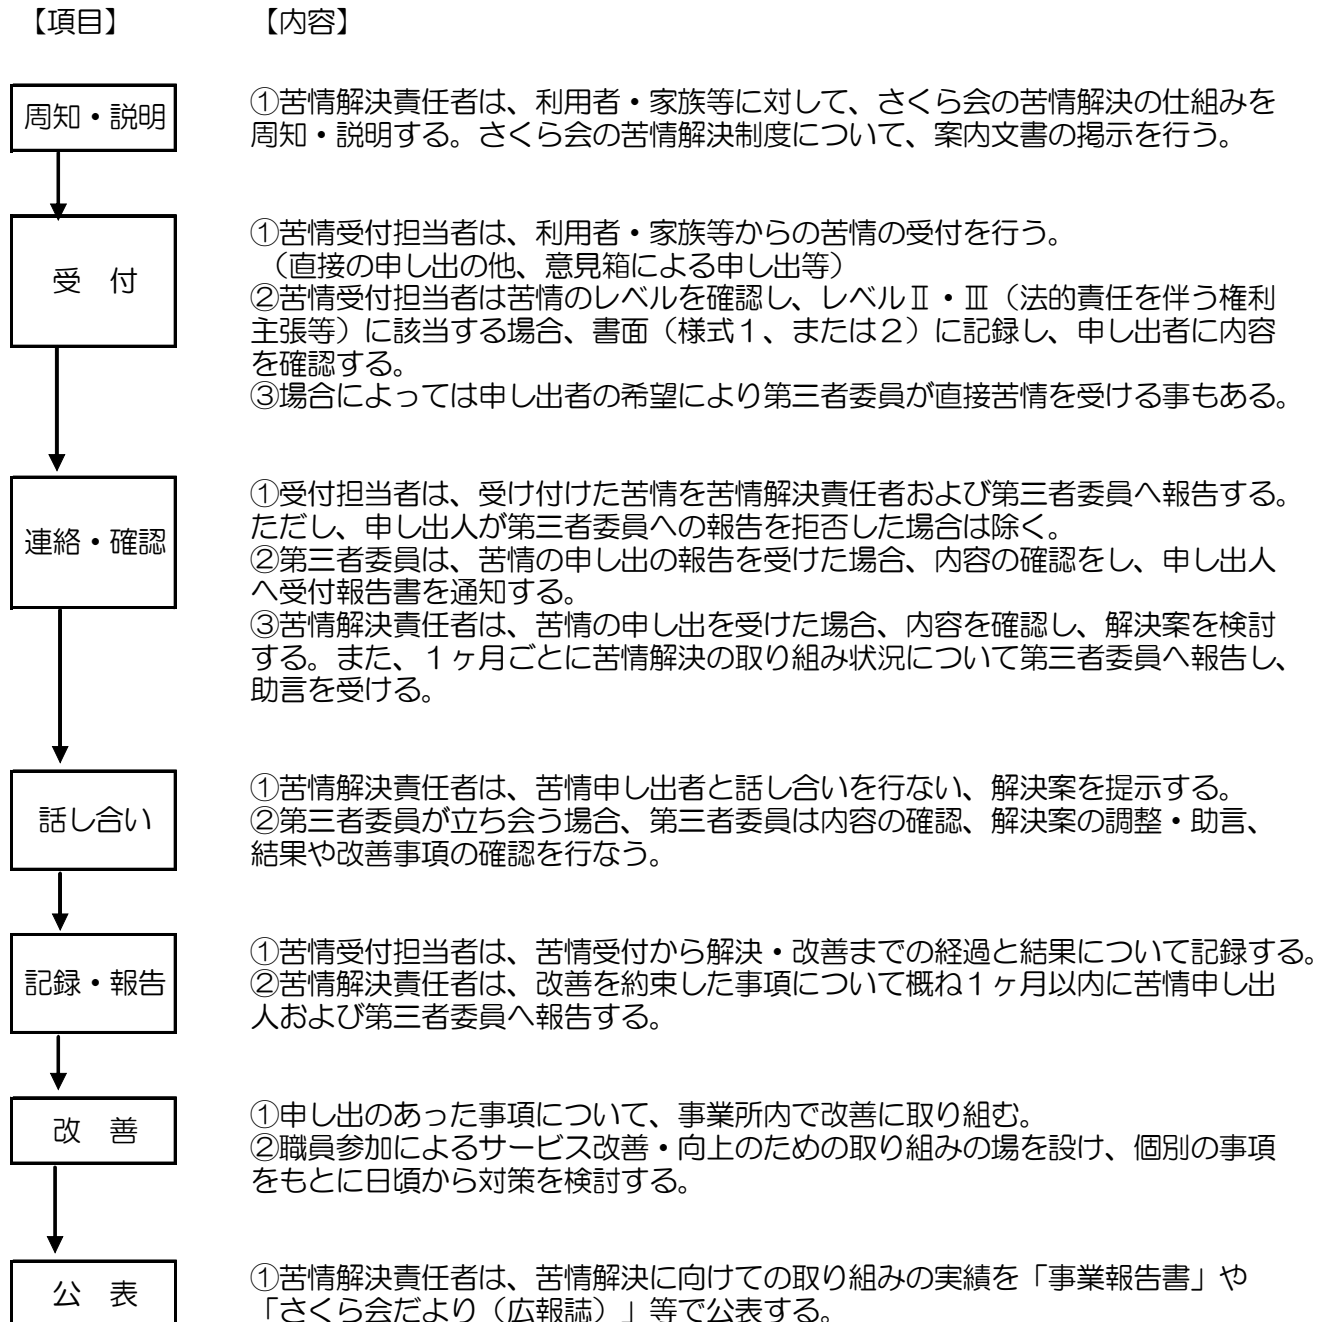 【項目】　【内容】
周知・説明
①苦情解決責任者は、利用者・家族等に対して、さくら会の苦情解決の仕組みを
周知・説明する。さくら会の苦情解決制度について、案内文書の掲示を行う。
受　付
①苦情受付担当者は、利用者・家族等からの苦情の受付を行う。
（直接の申し出の他、意見箱による申し出等）
②苦情受付担当者は苦情のレベルを確認し、レベルⅡ・Ⅲ（法的責任を伴う権利
主張等）に該当する場合、書面（様式１、または２）に記録し、申し出者に内容
を確認する。
③場合によっては申し出者の希望により第三者委員が直接苦情を受ける事もある。
連絡・確認
①受付担当者は、受け付けた苦情を苦情解決責任者および第三者委員へ報告する。
ただし、申し出人が第三者委員への報告を拒否した場合は除く。
②第三者委員は、苦情の申し出の報告を受けた場合、内容の確認をし、申し出人
へ受付報告書を通知する。
③苦情解決責任者は、苦情の申し出を受けた場合、内容を確認し、解決案を検討
する。また、１ヶ月ごとに苦情解決の取り組み状況について第三者委員へ報告し、
助言を受ける。
話し合い
①苦情解決責任者は、苦情申し出者と話し合いを行ない、解決案を提示する。
②第三者委員が立ち会う場合、第三者委員は内容の確認、解決案の調整・助言、
結果や改善事項の確認を行なう。
記録・報告
①苦情受付担当者は、苦情受付から解決・改善までの経過と結果について記録する。
②苦情解決責任者は、改善を約束した事項について概ね１ヶ月以内に苦情申し出
人および第三者委員へ報告する。
改　善
①申し出のあった事項について、事業所内で改善に取り組む。
②職員参加によるサービス改善・向上のための取り組みの場を設け、個別の事項
をもとに日頃から対策を検討する。
公　表
①苦情解決責任者は、苦情解決に向けての取り組みの実績を「事業報告書」や
「さくら会だより（広報誌）」等で公表する。